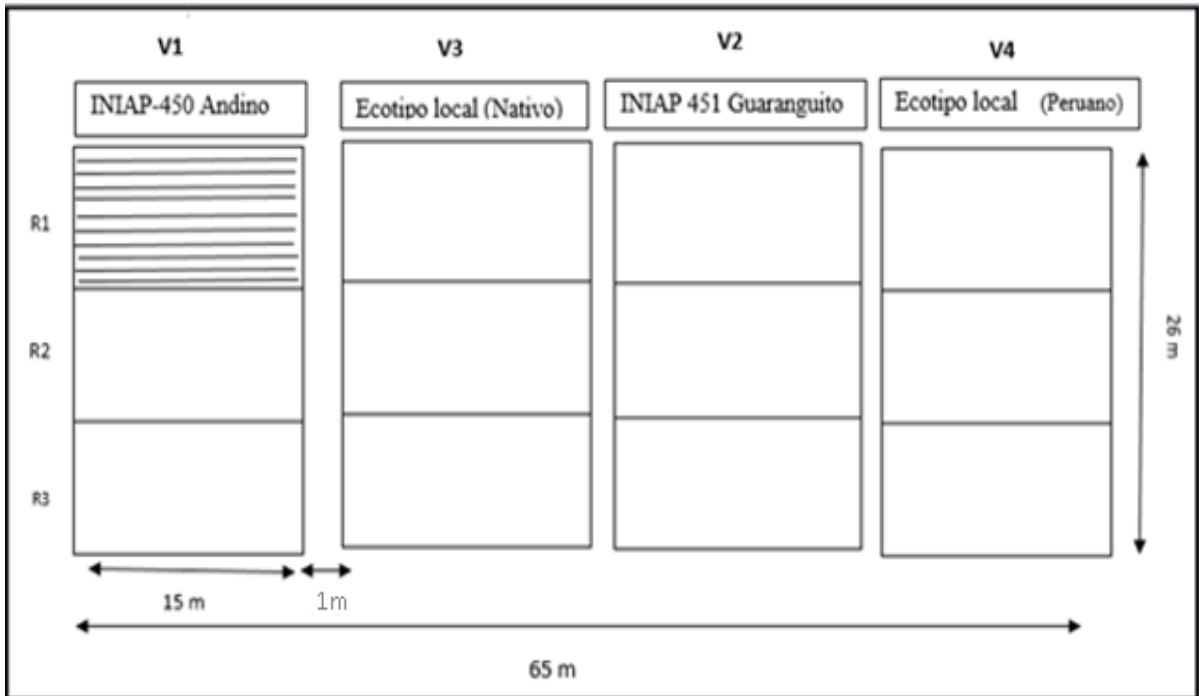 V1 V3 V2 V4
INIAP-450 Andino Ecotipo local (Nativo) INIAP 451 Guaranguito Ecotipo local (Peruano)
R1
R2
R3
26 m
15 m 1m
65 m